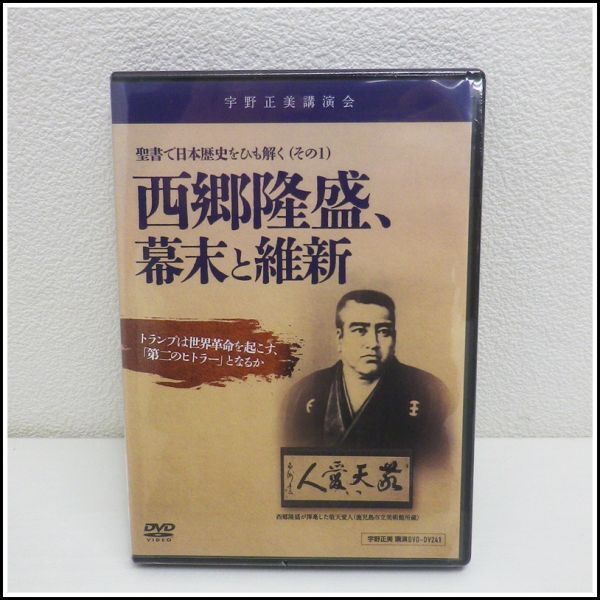 宇野正美講演会
聖書で日本歴史をひも解く（その1）
西郷隆盛、
幕末と維新
トランプは世界革命を起こす、
「第二のヒトラー」となるか
敬天愛人
西郷隆盛が揮毫した敬天愛人（鹿児島市立美術館所蔵）
DVD
VIDEO
宇野正美 講演DVD-DV241